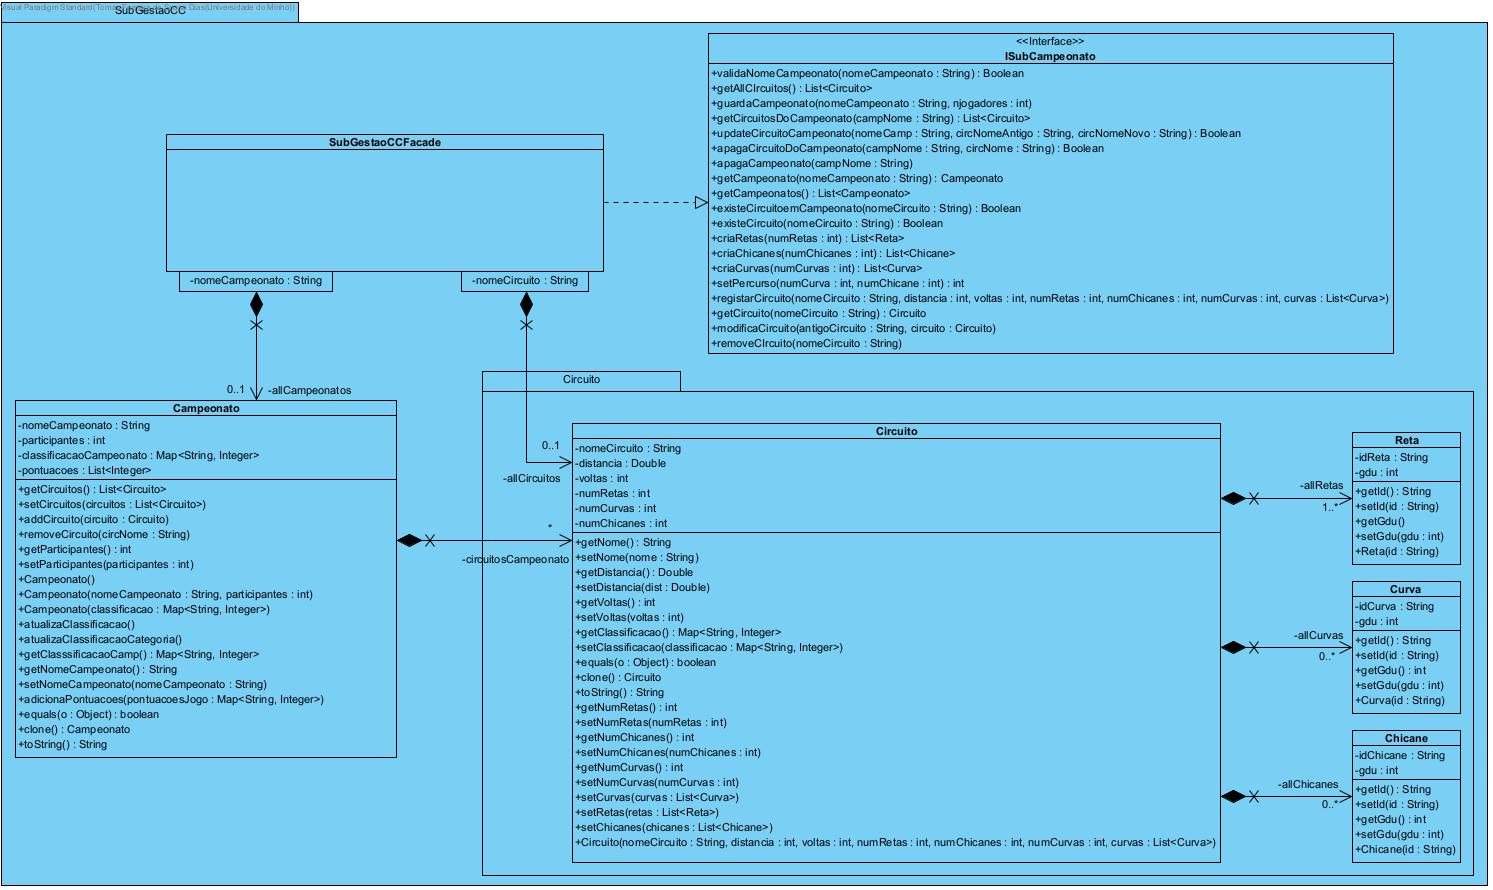 SubGestaoCC
<<Interface>>
ISubCampeonato
+validaNomeCampeonato(nomeCampeonato : String) : Boolean
+getAllCIrcuitos() : List<Circuito>
+guardaCampeonato(nomeCampeonato : String, njogadores : int)
+getCircuitosDoCampeonato(campNome : String) : List<Circuito>
+updateCircuitoCampeonato(nomeCamp : String, circNomeAntigo : String, circNomeNovo : String) : Boolean
+apagaCircuitoDoCampeonato(campNome : String, circNome : String) : Boolean
+apagaCampeonato(campNome : String)
+getCampeonato(nomeCampeonato : String) : Campeonato
+getCampeonatos() : List<Campeonato>
+existeCircuitoemCampeonato(nomeCircuito : String) : Boolean
+existeCircuito(nomeCircuito : String) : Boolean
+criaRetas(numRetas : int) : List<Reta>
+criaChicanes(numChicanes : int) : List<Chicane>
+criaCurvas(numCurvas : int) : List<Curva>
+setPercurso(numCurva : int, numChicane : int) : int
+registarCircuito(nomeCircuito : String, distancia : int, voltas : int, numRetas : int, numChicanes : int, numCurvas : int, curvas : List<Curva>)
+getCircuito(nomeCircuito : String) : Circuito
+modificaCircuito(antigoCircuito : String, circuito : Circuito)
+removeCIrcuito(nomeCircuito : String)
SubGestaoCCFacade
-nomeCampeonato : String
-nomeCircuito : String
0..1
-allCampeonatos
Campeonato
-nomeCampeonato : String
-participantes : int
-classificacaoCampeonato : Map<String, Integer>
-pontuacoes : List<Integer>
+getCircuitos() : List<Circuito>
+setCircuitos(circuitos : List<Circuito>)
+addCircuito(circuito : Circuito)
+removeCircuito(circNome : String)
+getParticipantes() : int
+setParticipantes(participantes : int)
+Campeonato()
+Campeonato(nomeCampeonato : String, participantes : int)
+Campeonato(classificacao : Map<String, Integer>)
+atualizaClassificacao()
+atualizaClassificacaoCategoria()
+getClasssificacaoCamp() : Map<String, Integer>
+getNomeCampeonato() : String
+setNomeCampeonato(nomeCampeonato : String)
+adicionaPontuacoes(pontuacoesJogo : Map<String, Integer>)
+equals(o : Object) : boolean
+clone() : Campeonato
+toString() : String
Circuito
0..1
-allCircuitos
*
-circuitosCampeonato
Circuito
-nomeCircuito : String
-distancia : Double
-voltas : int
-numRetas : int
-numCurvas : int
-numChicanes : int
+getNome() : String
+setNome(nome : String)
+getDistancia() : Double
+setDistancia(dist : Double)
+getVoltas() : int
+setVoltas(voltas : int)
+getClassificacao() : Map<String, Integer>
+setClassificacao(classificacao : Map<String, Integer>)
+equals(o : Object) : boolean
+clone() : Circuito
+toString() : String
+getNumRetas() : int
+setNumRetas(numRetas : int)
+getNumChicanes() : int
+setNumChicanes(numChicanes : int)
+getNumCurvas() : int
+setNumCurvas(numCurvas : int)
+setCurvas(curvas : List<Curva>)
+setRetas(retas : List<Reta>)
+setChicanes(chicanes : List<Chicane>)
+Circuito(nomeCircuito : String, distancia : int, voltas : int, numRetas : int, numChicanes : int, numCurvas : int, curvas : List<Curva>)
-allRetas
1..*
Reta
-idReta : String
-gdu : int
+getId() : String
+setId(id : String)
+getGdu()
+setGdu(gdu : int)
+Reta(id : String)
-allCurvas
0..*
Curva
-idCurva : String
-gdu : int
+getId() : String
+setId(id : String)
+getGdu() : int
+setGdu(gdu : int)
+Curva(id : String)
-allChicanes
0..*
Chicane
-idChicane : String
-gdu : int
+getId() : String
+setId(id : String)
+getGdu() : int
+setGdu(gdu : int)
+Chicane(id : String)